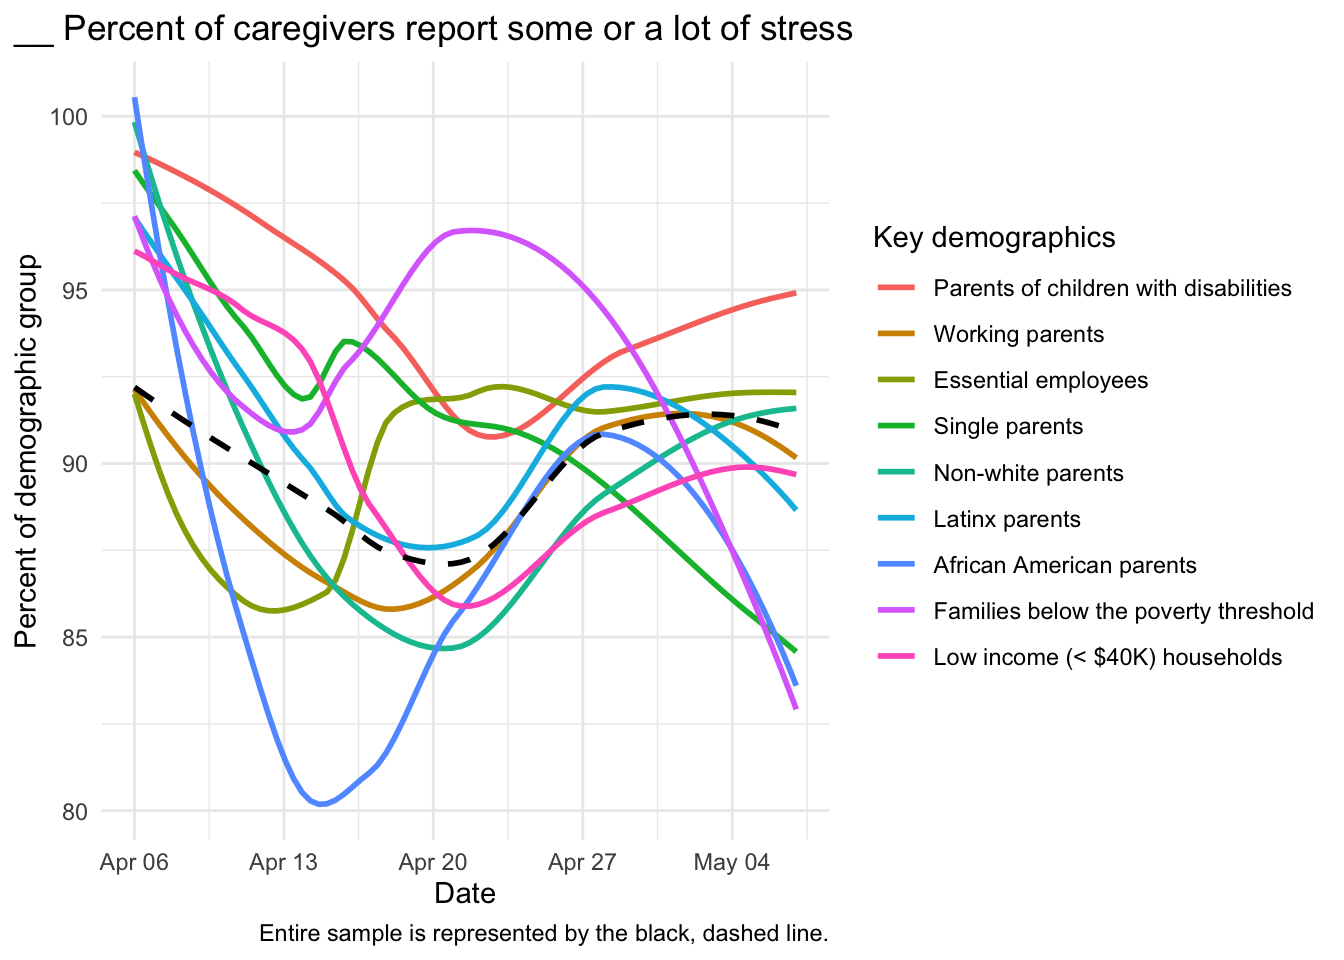 __ Percent of caregivers report some or a lot of stress
Percent of demographic group
100
95
90
85
80
Apr 06
Apr 13
Apr 20
Apr 27
May 04
Date
Key demographics
Parents of children with disabilities
Working parents
Essential employees
Single parents
Non-white parents
Latinx parents
African American parents
Families below the poverty threshold
Low income (< $40K) households
Entire sample is represented by the black, dashed line.